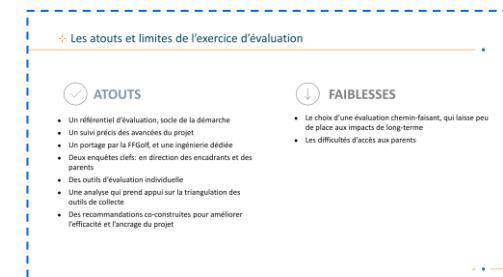 Les atouts et limites de l'exercice d'évaluation
ATOUTS
• Un référentiel d'évaluation, socle de la démarche
• Un suivi précis des avancées du projet
• Un portage par la FFGolf, et une ingénierie dédiée
• Deux enquêtes clefs: en direction des encadrants et des
parents
• Des outils d'évaluation individuelle
• Une analyse qui prend appui sur la triangulation des
outils de collecte
• Des recommandations co-construites pour améliorer
l'efficacité et l'ancrage du projet
FAIBLESSES
• Le choix d'une évaluation chemin-faisant, qui laisse peu
de place aux impacts de long-terme
• Les difficultés d'accès aux parents